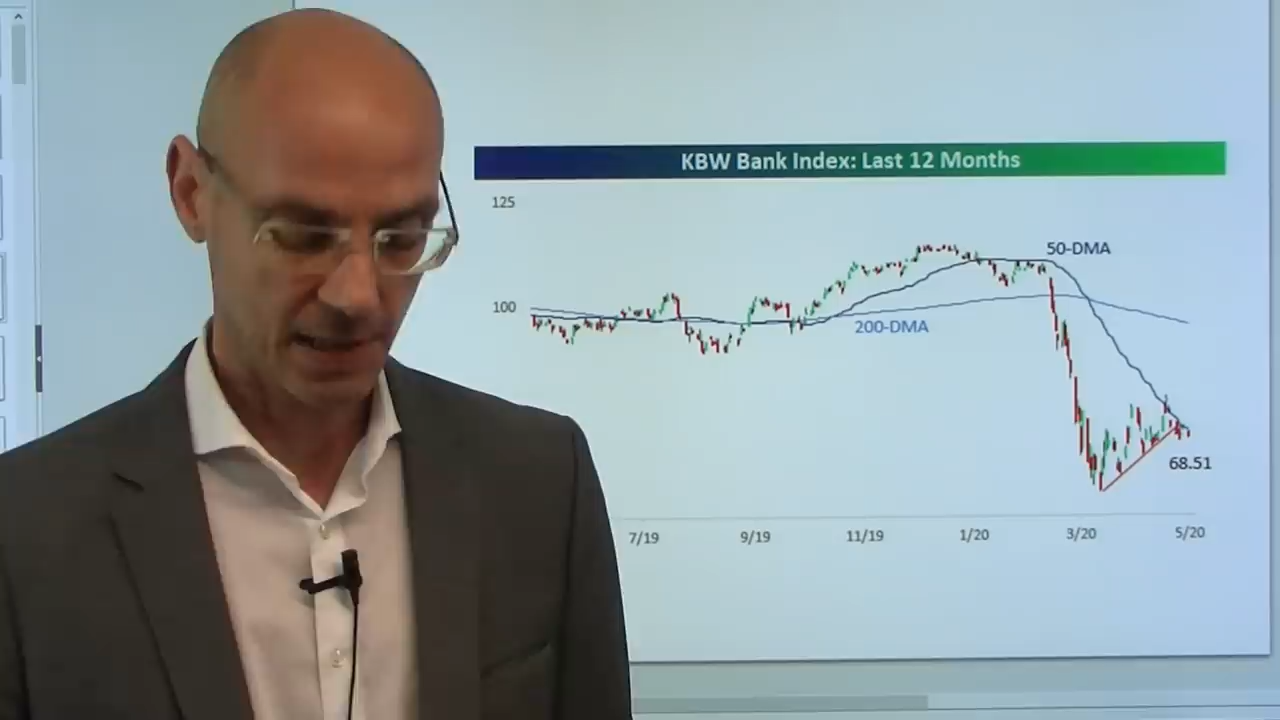 KBW Bank Index: Last 12 Months
125
50-DMA
100
200-DMA
68.51
7/19 9/19 11/19 1/20 3/20 5/20